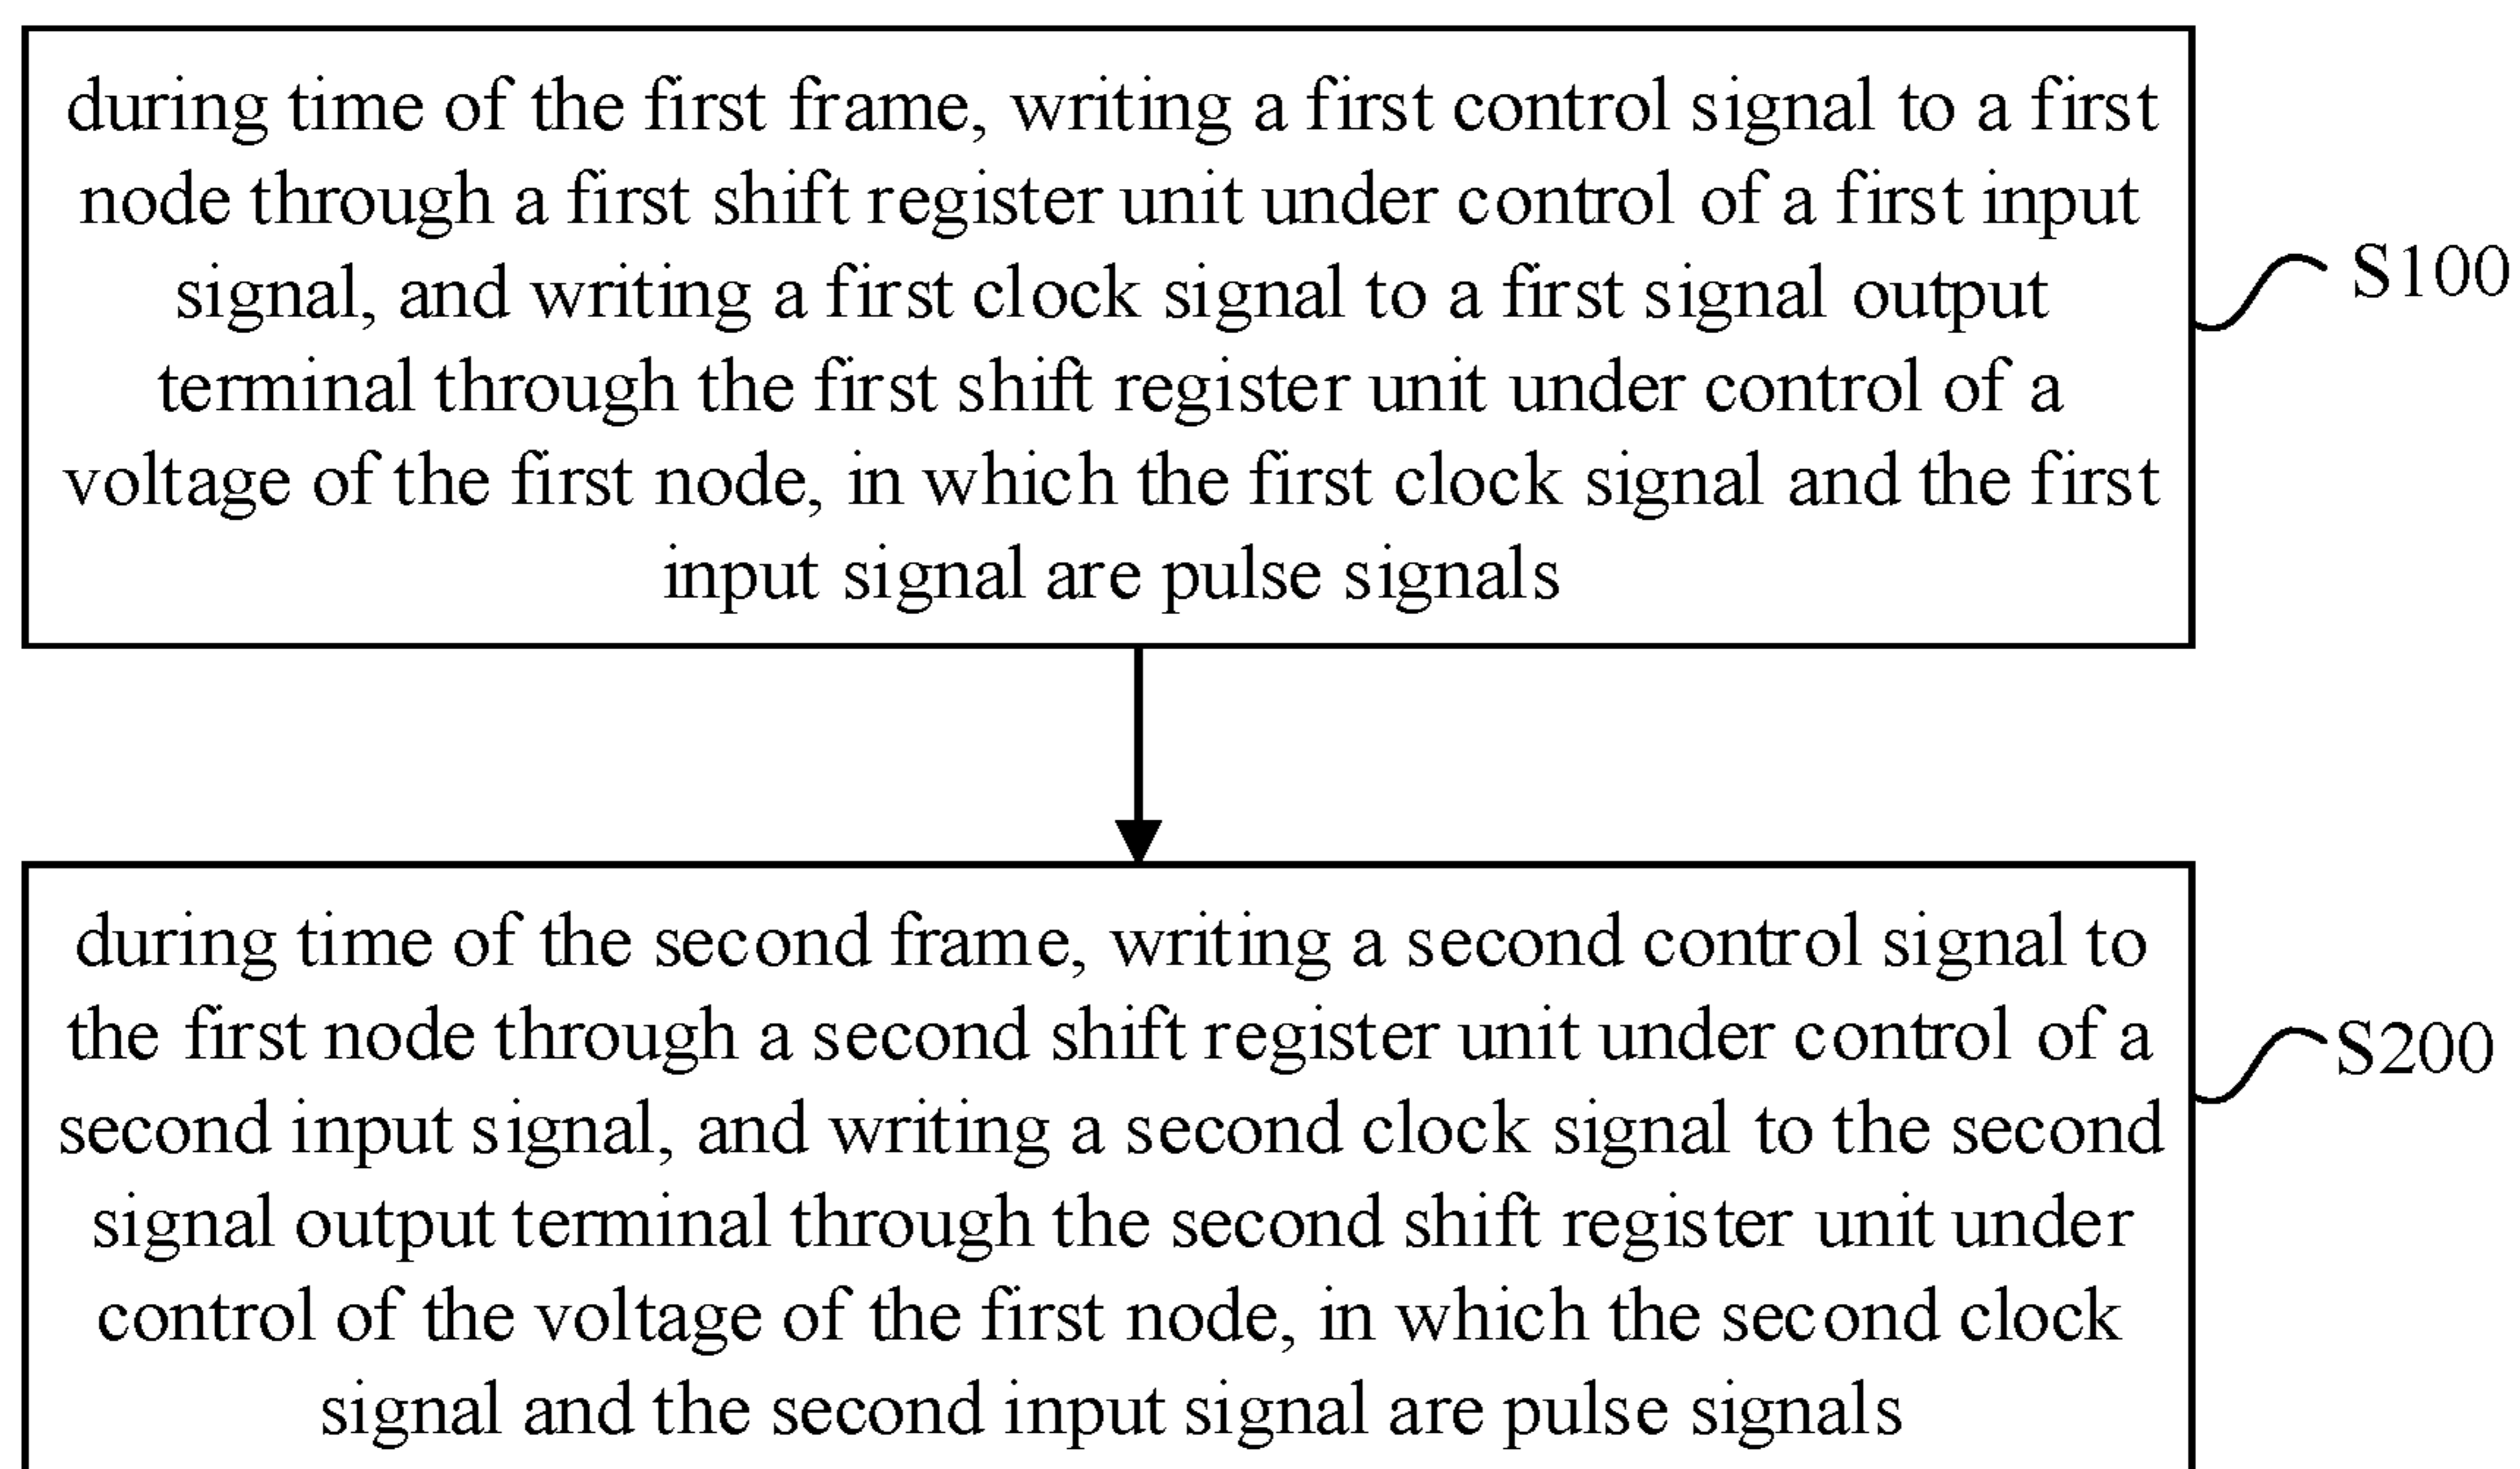 during time of the first frame, writing a first control signal to a first
node through a first shift register unit under control of a first input
signal, and writing a first clock signal to a first signal output
terminal through the first shift register unit under control of a
voltage of the first node, in which the first clock signal and the first
input signal are pulse signals
S100
during time of the second frame, writing a second control signal to
the first node through a second shift register unit under control of a
second input signal, and writing a second clock signal to the second
signal output terminal through the second shift register unit under
control of the voltage of the first node, in which the second clock
signal and the second input signal are pulse signals
S200